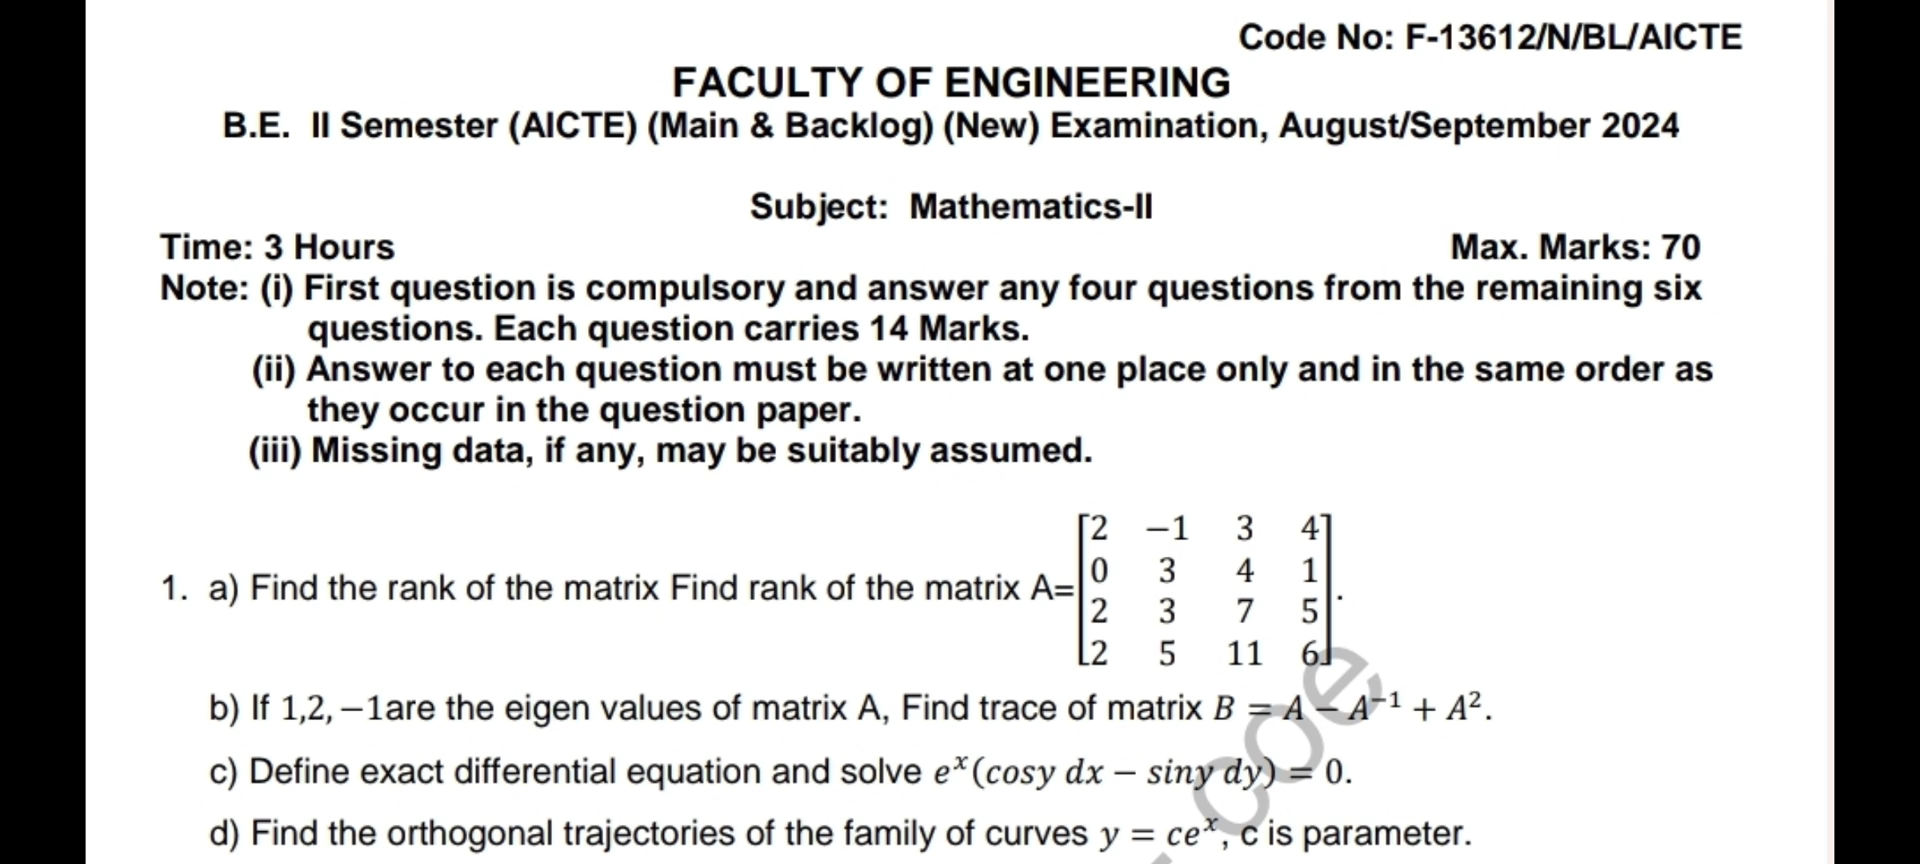 Code No: F-13612/N/BL/AICTE
FACULTY OF ENGINEERING
B.E. II Semester (AICTE) (Main & Backlog) (New) Examination, August/September 2024
Subject: Mathematics-II
Time: 3 Hours Max. Marks: 70
Note: (i) First question is compulsory and answer any four questions from the remaining six
questions. Each question carries 14 Marks.
(ii) Answer to each question must be written at one place only and in the same order as
they occur in the question paper.
(iii) Missing data, if any, may be suitably assumed.
1. a) Find the rank of the matrix Find rank of the matrix A=
2 −1 3 4
0 3 4 1
2 3 7 5
2 5 11 6
.
b) If 1,2, −1are the eigen values of matrix A, Find trace of matrix B = A − A⁻¹ + A².
c) Define exact differential equation and solve eˣ(cosy dx − siny dy) = 0.
d) Find the orthogonal trajectories of the family of curves y = ceˣ, c is parameter.
coe